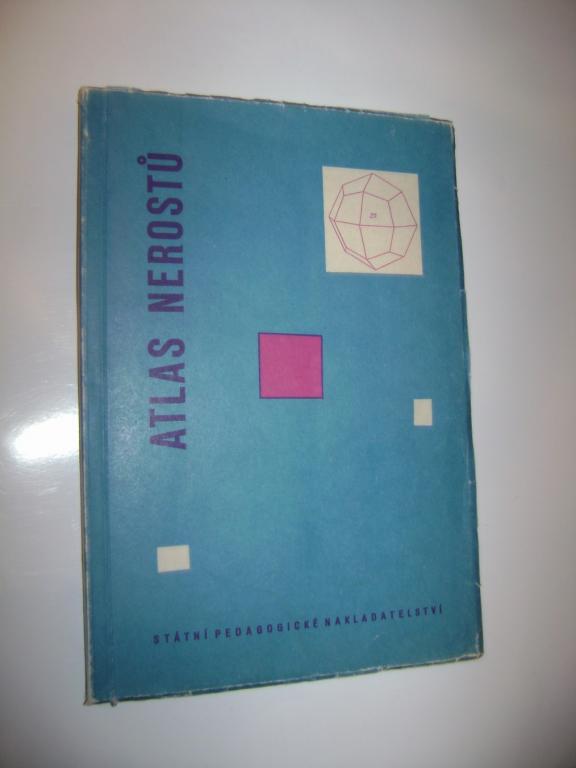 ATLAS NEROSTŮ
STÁTNÍ PEDAGOGICKÉ NAKLADATELSTVÍ